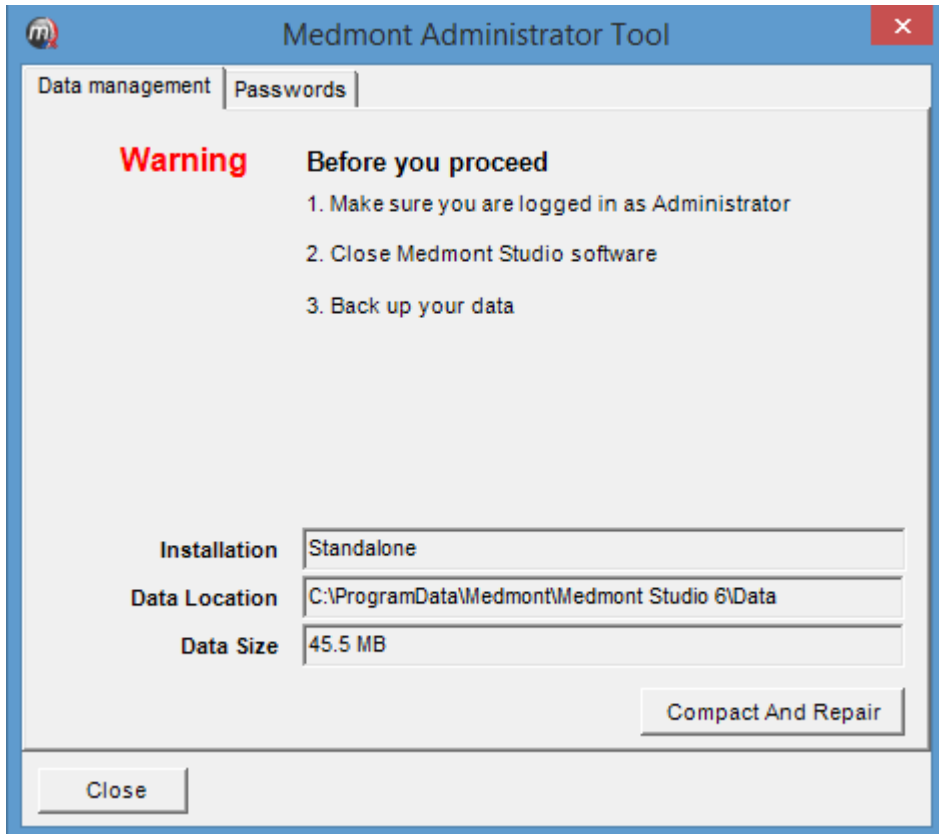 Medmont Administrator Tool
Data management
Passwords
Warning
Before you proceed
1. Make sure you are logged in as Administrator
2. Close Medmont Studio software
3. Back up your data
Installation
Standalone
Data Location
C:\ProgramData\Medmont\Medmont Studio 6\Data
Data Size
45.5 MB
Compact And Repair
Close